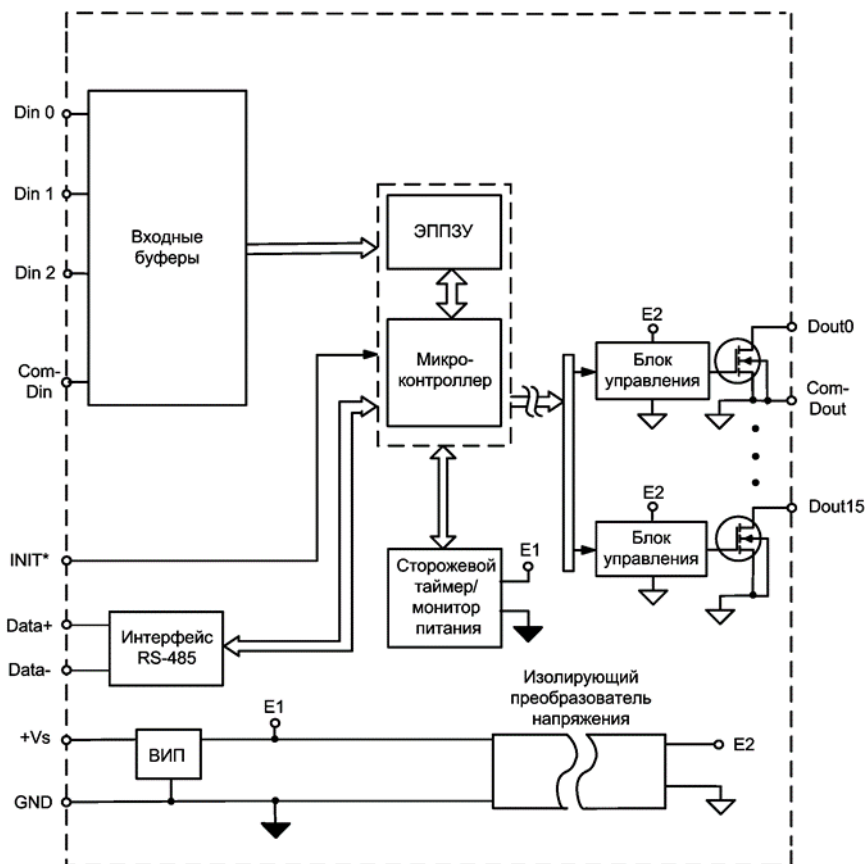 Din 0
Din 1
Din 2
Com-
Din
Входные
буферы
ЭППЗУ
Микро-
контроллер
E2
Блок
управления
Dout0
Com-
Dout
E2
Блок
управления
Dout15
INIT*
Data+
Data-
Интерфейс
RS-485
Сторожевой
таймер/
монитор
питания
E1
Изолирующий
преобразователь
напряжения
+Vs
GND
ВИП
E1
E2